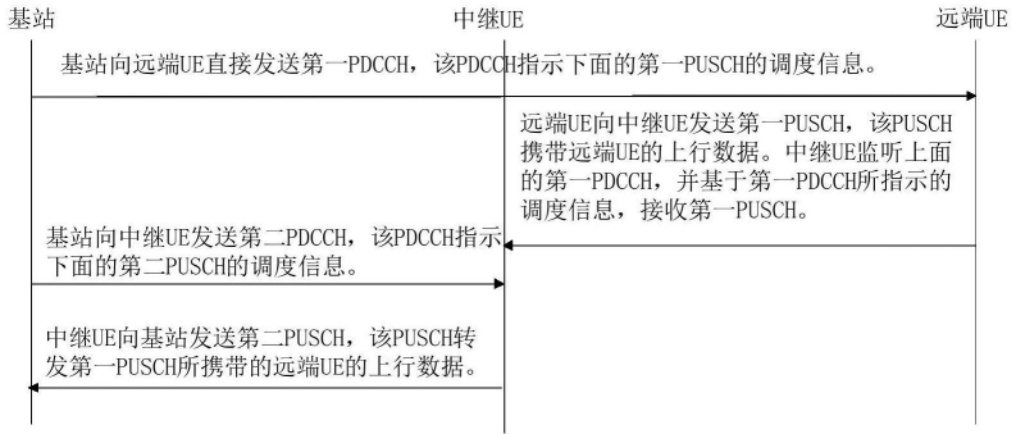 基站
中继UE
远端UE
基站向远端UE直接发送第一PDCCH，该PDCCH指示下面的第一PUSCH的调度信息。
远端UE向中继UE发送第一PUSCH，该PUSCH
携带远端UE的上行数据。中继UE监听上面
的第一PDCCH，并基于第一PDCCH所指示的
调度信息，接收第一PUSCH。
基站向中继UE发送第二PDCCH，该PDCCH指示
下面的第二PUSCH的调度信息。
中继UE向基站发送第二PUSCH，该PUSCH转
发第一PUSCH所携带的远端UE的上行数据。